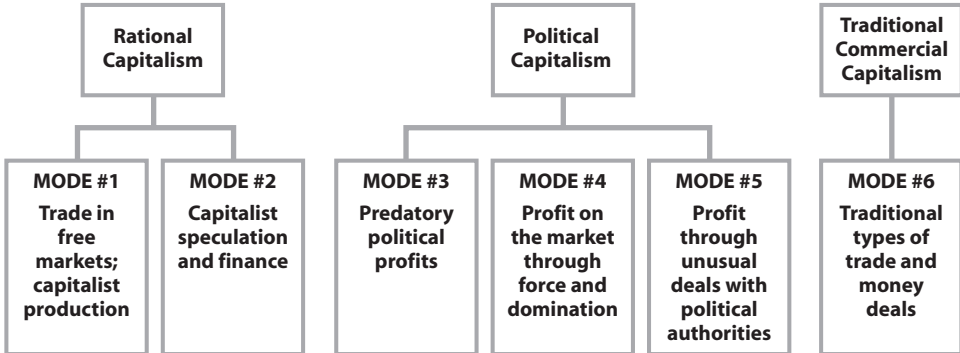 Rational
Capitalism
Political
Capitalism
Traditional
Commercial
Capitalism
MODE #1
Trade in
free
markets;
capitalist
production
MODE #2
Capitalist
speculation
and finance
MODE #3
Predatory
political
profits
MODE #4
Profit on
the market
through
force and
domination
MODE #5
Profit
through
unusual
deals with
political
authorities
MODE #6
Traditional
types of
trade and
money
deals